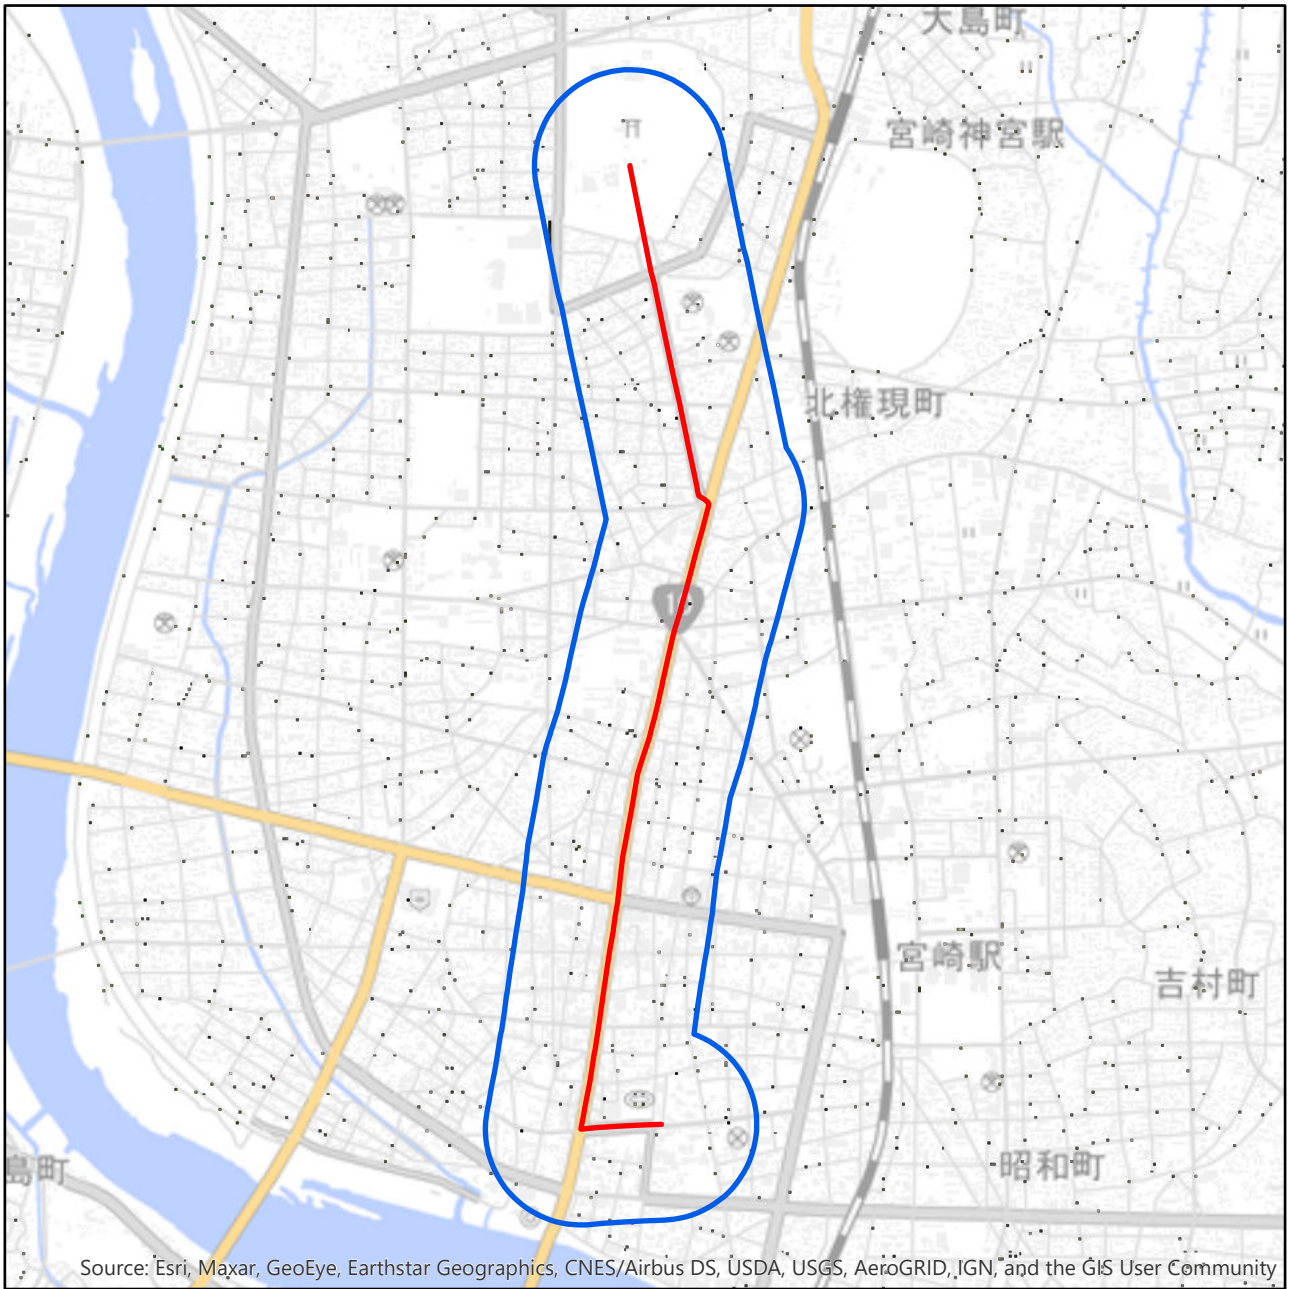 大島町
宮崎神宮駅
北権現町
宮崎駅
吉村町
昭和町
島町
Source: Esri, Maxar, GeoEye, Earthstar Geographics, CNES/Airbus DS, USDA, USGS, AeroGRID, IGN, and the GIS User Community